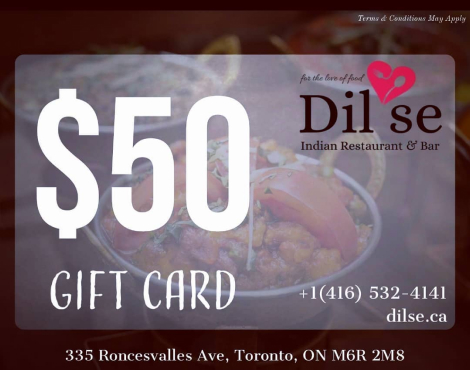 Terms & Conditions May Apply
$50
for the love of food
Dil se
Indian Restaurant & Bar
GIFT CARD
+1(416) 532-4141
dilse.ca
335 Roncesvalles Ave, Toronto, ON M6R 2M8